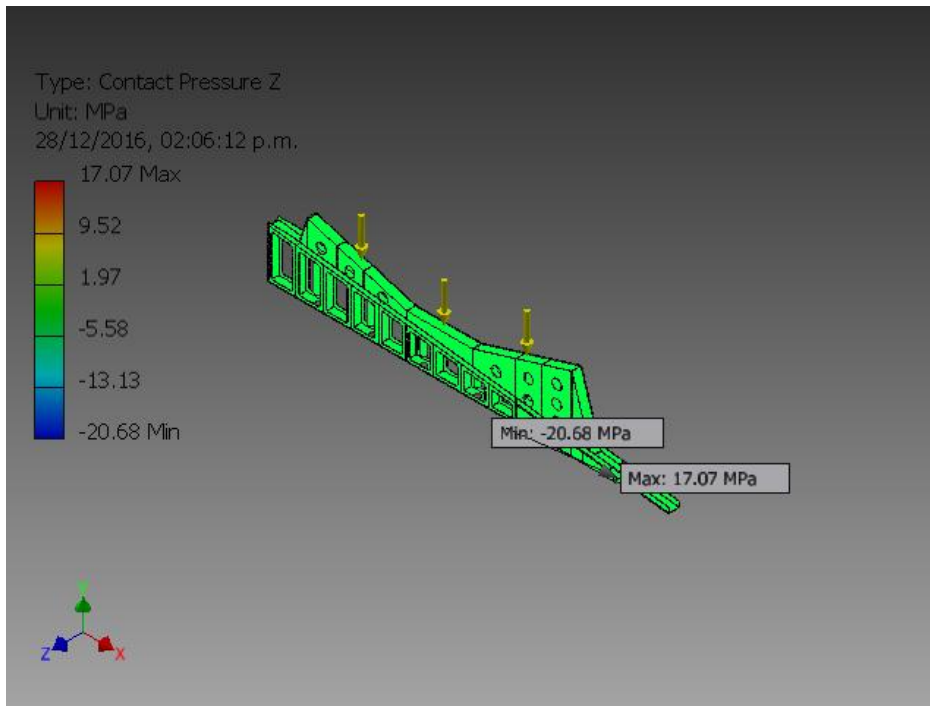 Type: Contact Pressure Z
Unit: MPa
28/12/2016, 02:06:12 p.m.
17.07 Max
9.52
1.97
-5.58
-13.13
-20.68 Min
Min: -20.68 MPa
Max: 17.07 MPa
Y
Z
X